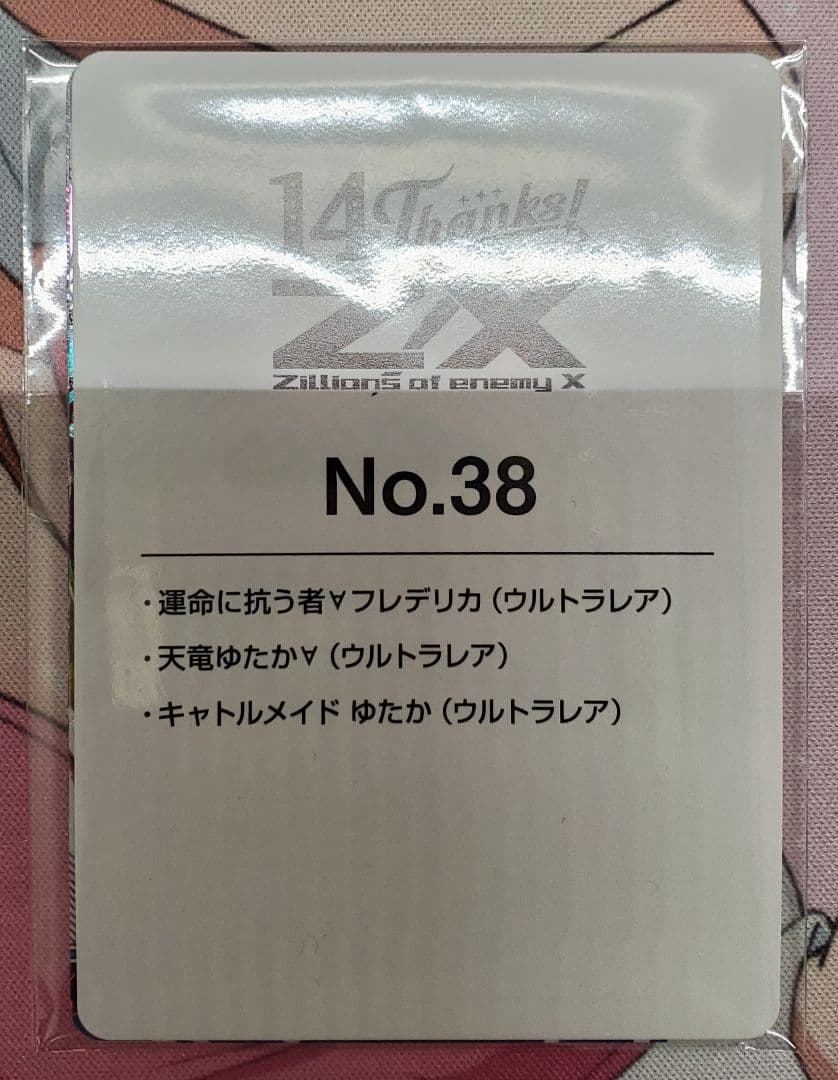 14 Thanks!
Z/X
Zillions of enemy X
No.38
・運命に抗う者∀フレデリカ（ウルトラレア）
・天竜ゆたか∀（ウルトラレア）
・キャトルメイド ゆたか（ウルトラレア）